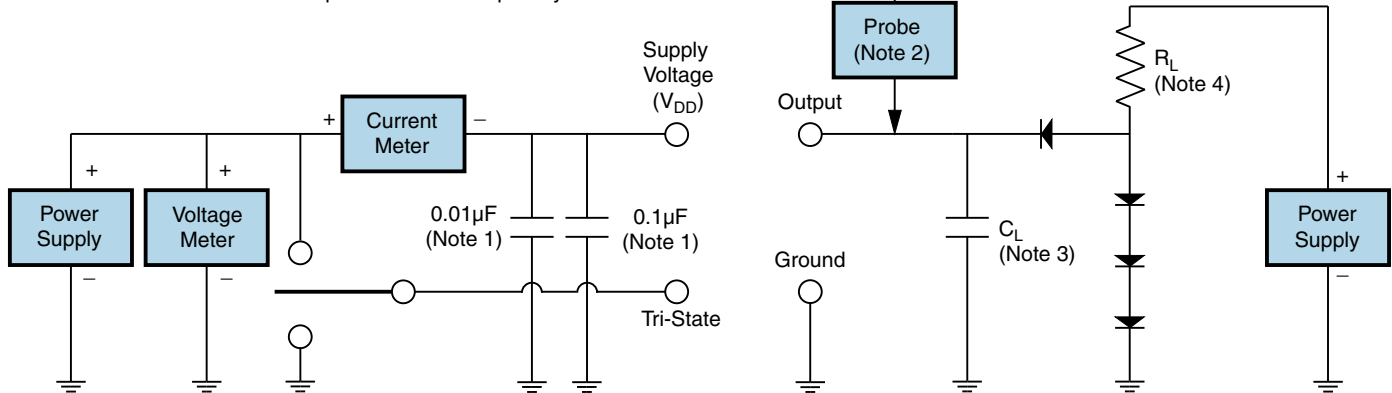 Probe
(Note 2)
R_L
(Note 4)
Supply
Voltage
(V_DD)
Output
+
Current
Meter
−
+
Power
Supply
−
+
Voltage
Meter
−
0.01µF
(Note 1)
0.1µF
(Note 1)
Tri-State
C_L
(Note 3)
Ground
+
Power
Supply
−